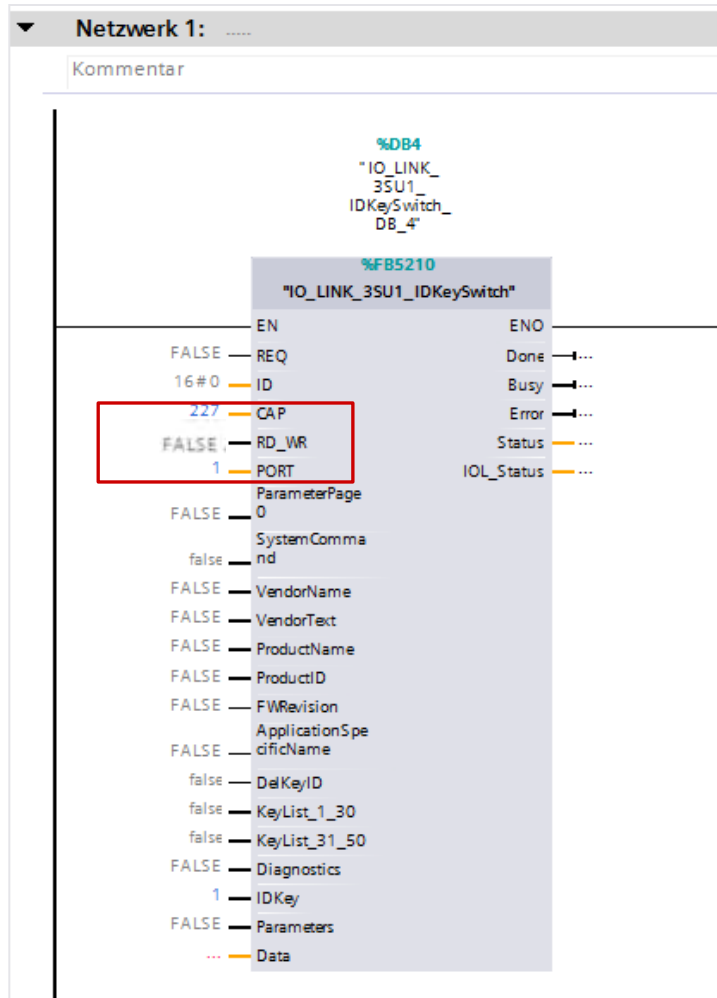 Netzwerk 1: .....
Kommentar
%DB4
"IO_LINK_
3SU1_
IDKeySwitch_
DB_4"
%FB5210
"IO_LINK_3SU1_IDKeySwitch"
EN ENO
FALSE REQ Done ...
16#0 ID Busy ...
227 CAP Error ...
FALSE RD_WR Status ...
1 PORT IOL_Status ...
ParameterPage
FALSE 0
SystemComma
false nd
FALSE VendorName
FALSE VendorText
FALSE ProductName
FALSE ProductID
FALSE FWRevision
ApplicationSpe
FALSE cificName
false DelKeyID
false KeyList_1_30
false KeyList_31_50
FALSE Diagnostics
1 IDKey
FALSE Parameters
... Data